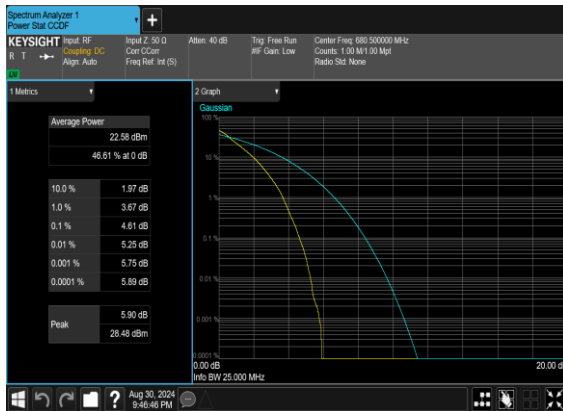 Spectrum Analyzer 1
Power Stat CCDF
KEYSIGHT
R T
LXI
Input: RF
Coupling: DC
Align: Auto
Input Z: 50 Ω
Corr CCorr
Freq Ref: Int (S)
Atten: 40 dB
Trig: Free Run
#IF Gain: Low
Center Freq: 680.500000 MHz
Counts: 1.00 M/1.00 Mpt
Radio Std: None
1 Metrics
Average Power
22.58 dBm
46.61 % at 0 dB
10.0 % 1.97 dB
1.0 % 3.67 dB
0.1 % 4.61 dB
0.01 % 5.25 dB
0.001 % 5.75 dB
0.0001 % 5.89 dB
Peak
5.90 dB
28.48 dBm
2 Graph
Gaussian
100 %
10 %
1 %
0.1 %
0.01 %
0.001 %
0.0001 %
0.00 dB
20.00 d
Info BW 25.000 MHz
?
Aug 30, 2024
9:46:46 PM